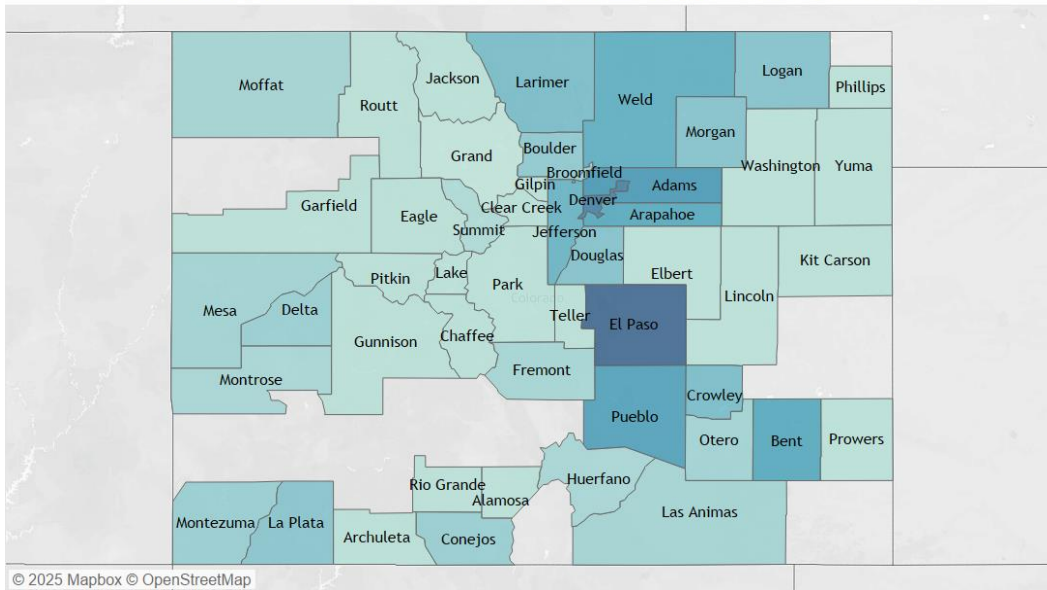 Moffat
Routt
Jackson
Larimer
Weld
Logan
Phillips
Morgan
Washington
Yuma
Grand
Boulder
Broomfield
Gilpin
Adams
Denver
Arapahoe
Garfield
Eagle
Clear Creek
Summit
Jefferson
Douglas
Elbert
Kit Carson
Lincoln
Mesa
Delta
Pitkin
Lake
Park
Colorado
Teller
El Paso
Gunnison
Chaffee
Montrose
Fremont
Pueblo
Crowley
Otero
Bent
Prowers
Rio Grande
Alamosa
Huerfano
Las Animas
Montezuma
La Plata
Archuleta
Conejos
© 2025 Mapbox © OpenStreetMap